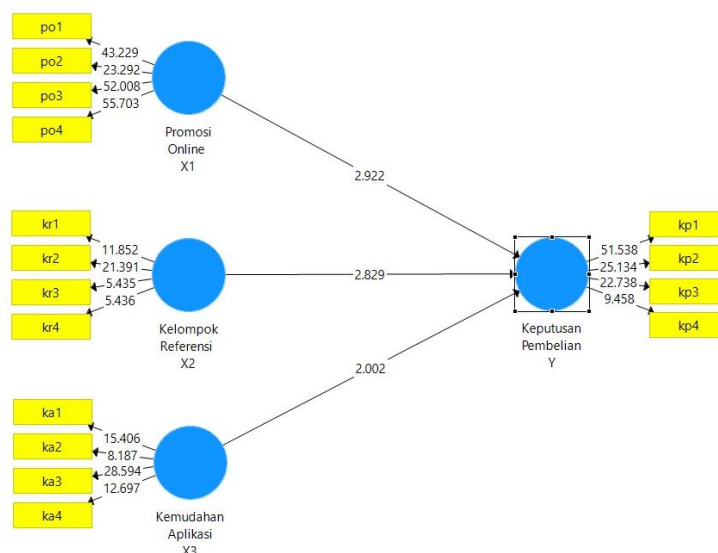 po1
po2
po3
po4
43.229
23.292
52.008
55.703
Promosi
Online
X1
2.922
kr1
kr2
kr3
kr4
11.852
21.391
5.435
5.436
Kelompok
Referensi
X2
2.829
kp1
kp2
kp3
kp4
51.538
25.134
22.738
9.458
Keputusan
Pembelian
Y
2.002
ka1
ka2
ka3
ka4
15.406
8.187
28.594
12.697
Kemudahan
Aplikasi
X3